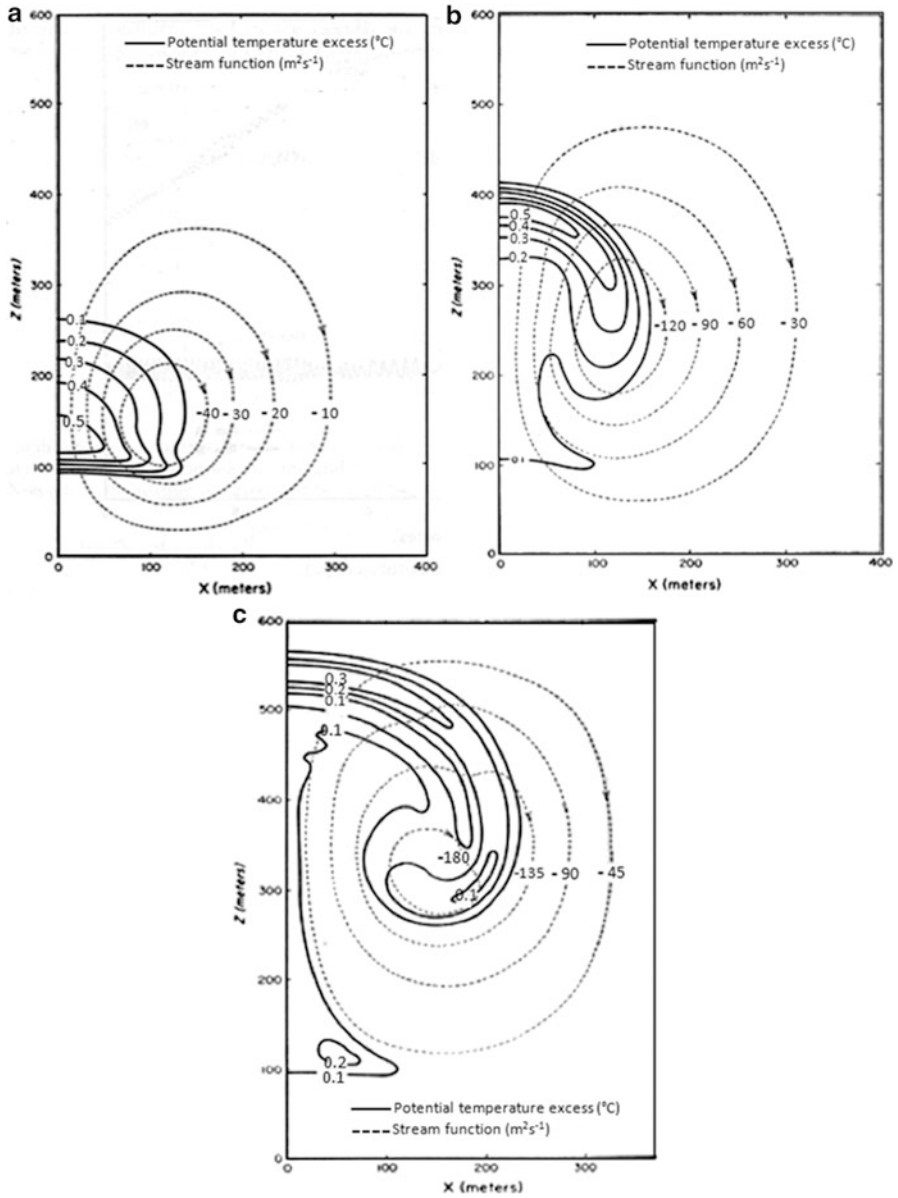 a
600
Potential temperature excess (°C)
Stream function (m²s⁻¹)
500
400
300
200
100
0
Z (meters)
0.1
0.2
0.3
0.4
0.5
-40 -30 -20 -10
0 100 200 300 400
X (meters)
b
600
Potential temperature excess (°C)
Stream function (m²s⁻¹)
500
400
300
200
100
0
Z (meters)
0.5
0.4
0.3
0.2
-120 -90 -60 -30
0 100 200 300 400
X (meters)
c
600
500
400
300
200
100
0
Z (meters)
0.3
0.2
0.1
0.1
-180
-135 -90 -45
0.1
0.2
0.1
Potential temperature excess (°C)
Stream function (m²s⁻¹)
0 100 200 300
X (meters)